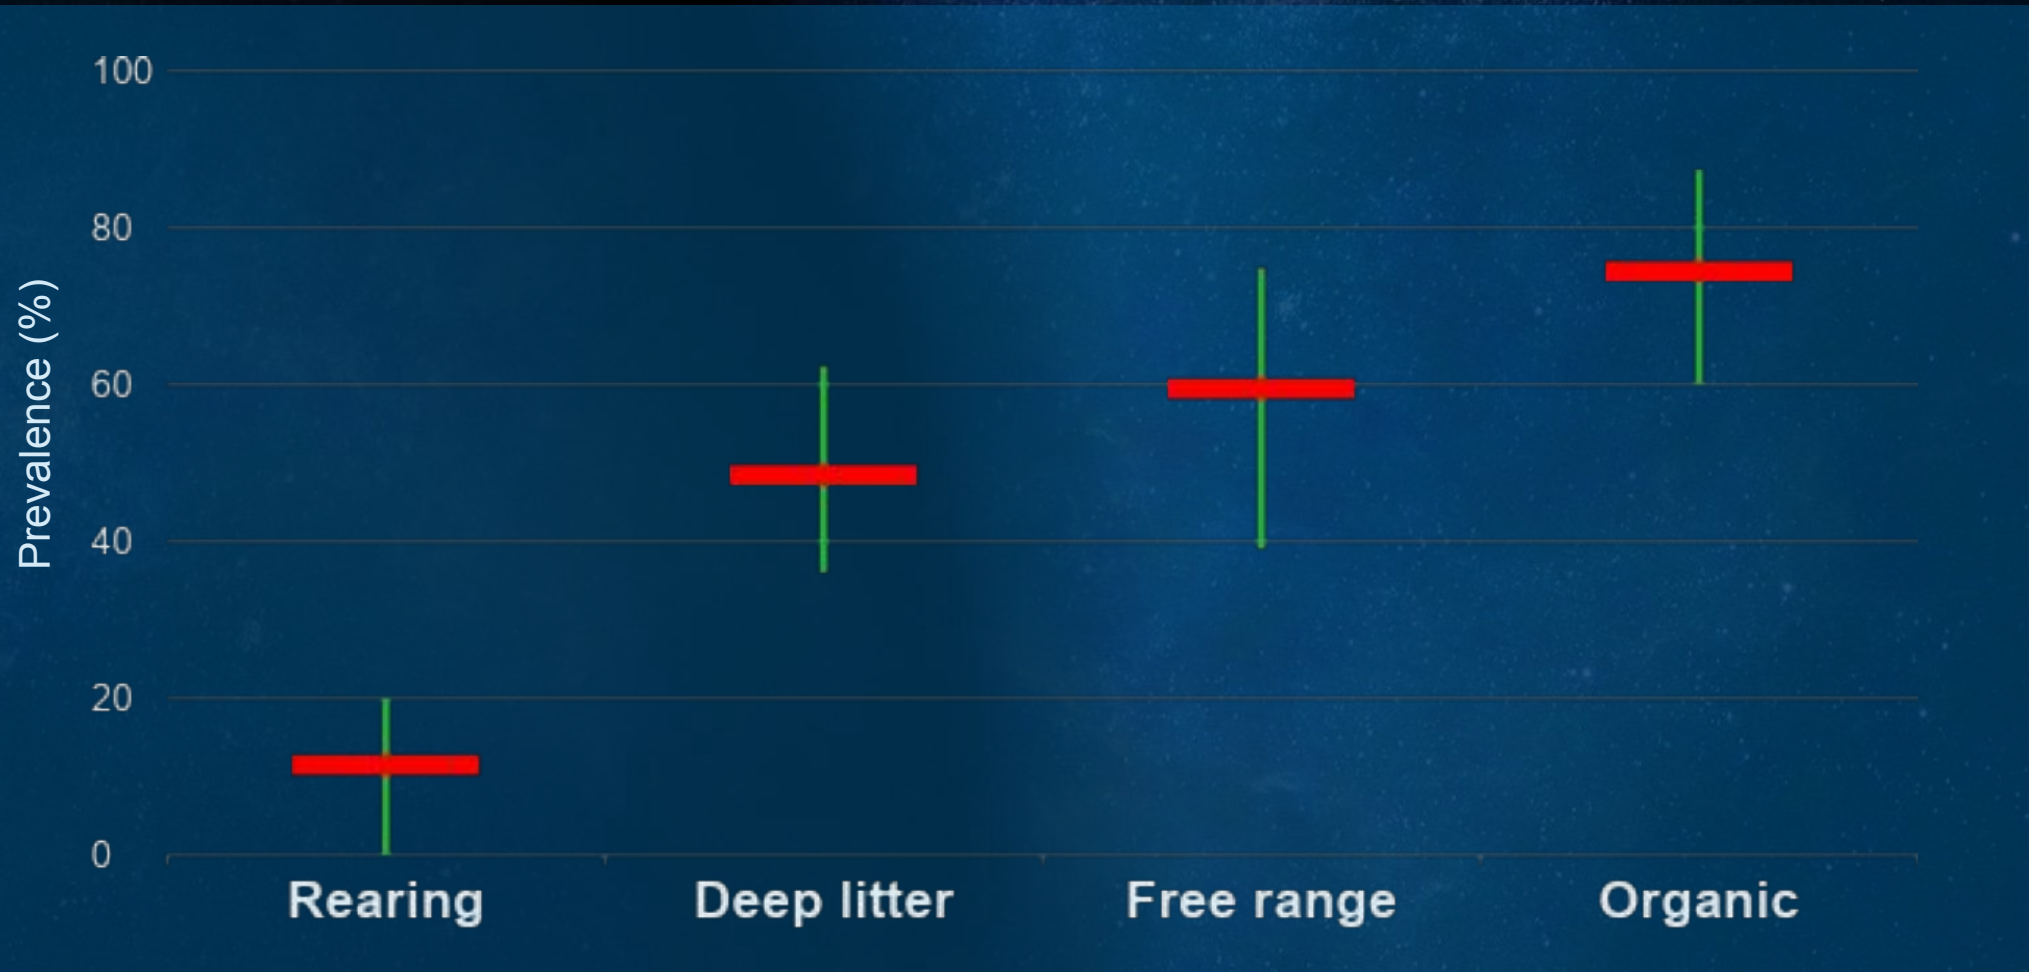 Prevalence (%)
100
80
60
40
20
0
Rearing
Deep litter
Free range
Organic